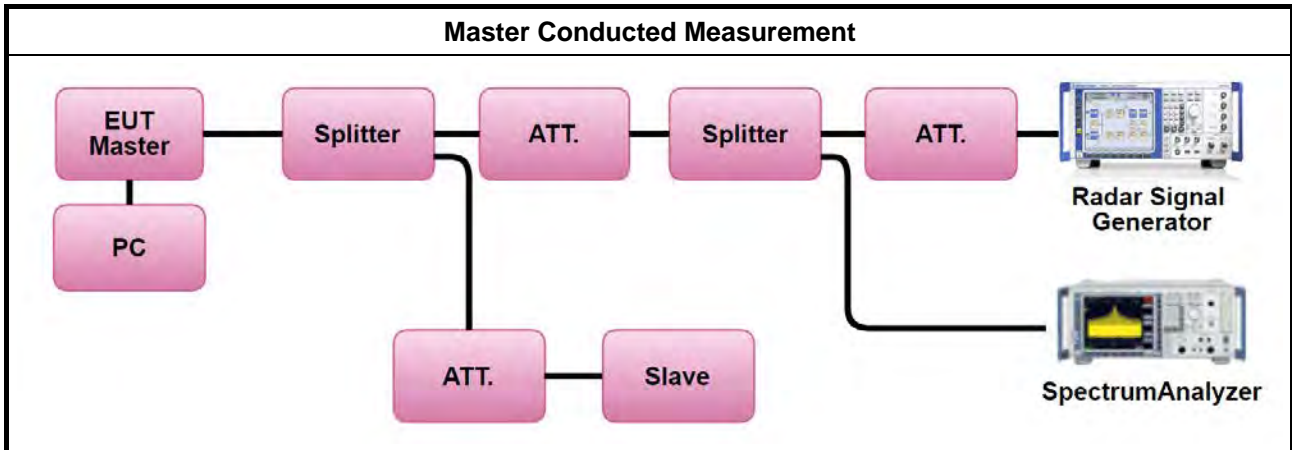 Master Conducted Measurement
EUT
Master
Splitter
ATT.
Splitter
ATT.
Radar Signal
Generator
PC
ATT.
Slave
SpectrumAnalyzer